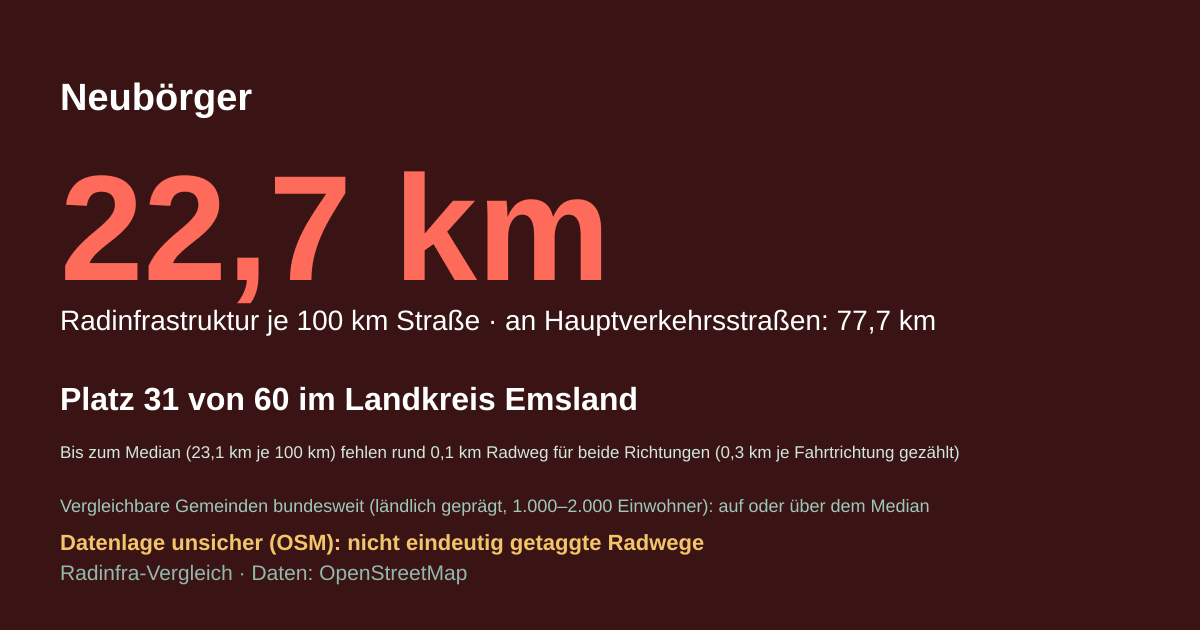 Neubörger
22,7 km
Radinfrastruktur je 100 km Straße · an Hauptverkehrsstraßen: 77,7 km
Platz 31 von 60 im Landkreis Emsland
Bis zum Median (23,1 km je 100 km) fehlen rund 0,1 km Radweg für beide Richtungen (0,3 km je Fahrtrichtung gezählt)
Vergleichbare Gemeinden bundesweit (ländlich geprägt, 1.000–2.000 Einwohner): auf oder über dem Median
Datenlage unsicher (OSM): nicht eindeutig getaggte Radwege
Radinfra-Vergleich · Daten: OpenStreetMap